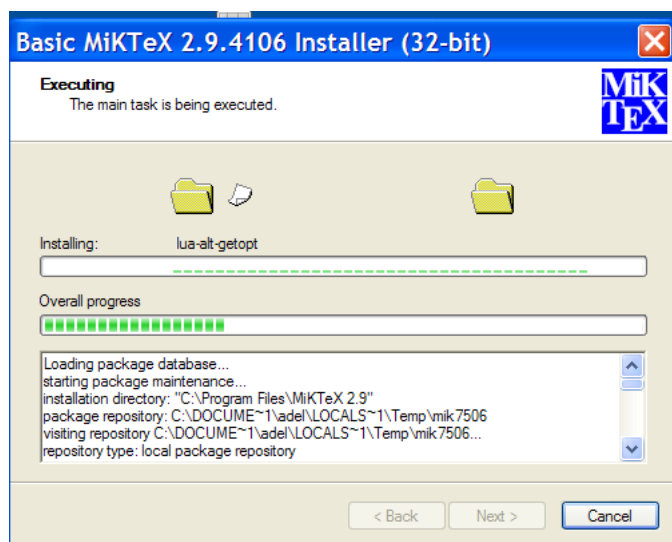 Basic MiKTeX 2.9.4106 Installer (32-bit)
Executing
The main task is being executed.
MiK
TEX
Installing: lua-alt-getopt
Overall progress
Loading package database...
starting package maintenance...
installation directory: "C:\Program Files\MiKTeX 2.9"
package repository: C:\DOCUME~1\adel\LOCALS~1\Temp\mik7506
visiting repository C:\DOCUME~1\adel\LOCALS~1\Temp\mik7506...
repository type: local package repository
< Back Next > Cancel